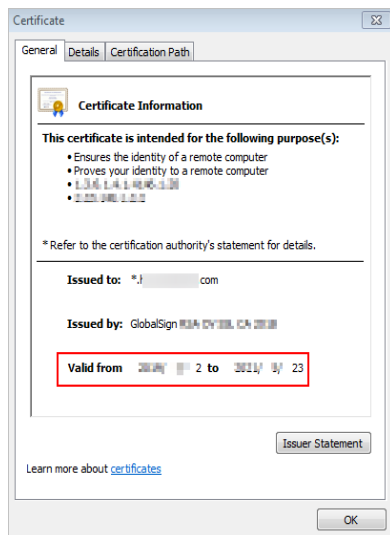 Certificate
General Details Certification Path
Certificate Information
This certificate is intended for the following purpose(s):
• Ensures the identity of a remote computer
• Proves your identity to a remote computer
* Refer to the certification authority's statement for details.
Issued to: *. com
Issued by: GlobalSign
Valid from 2 to 23
Issuer Statement
Learn more about certificates
OK